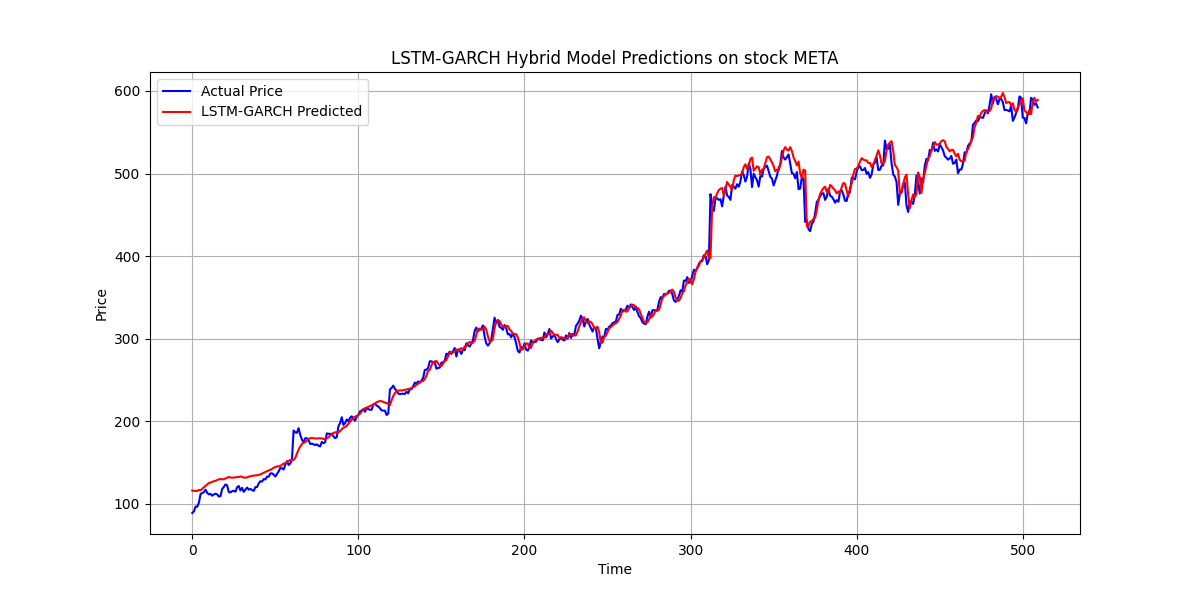 LSTM-GARCH Hybrid Model Predictions on stock META
Actual Price
LSTM-GARCH Predicted
600
500
400
300
200
100
Price
0 100 200 300 400 500
Time